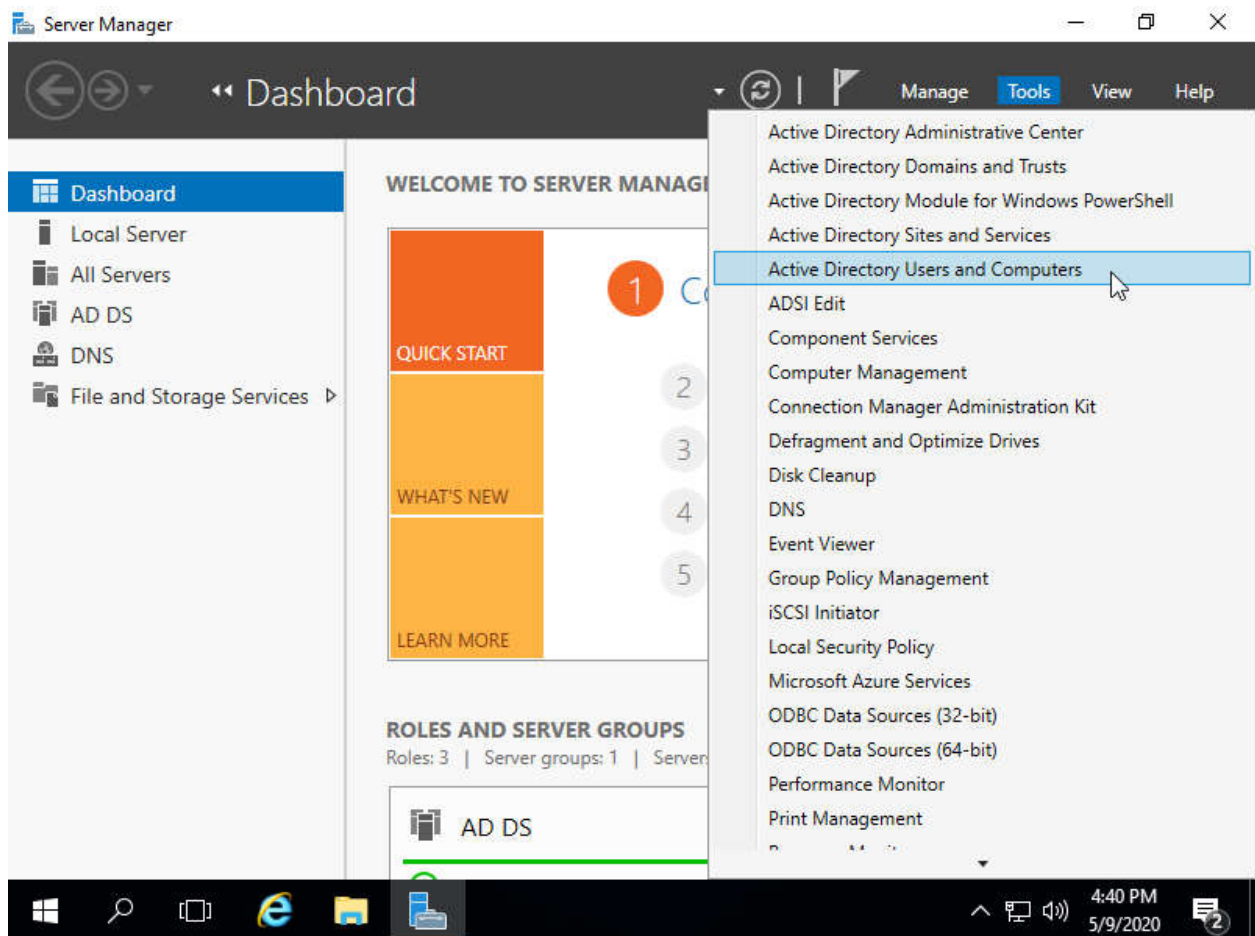 Server Manager
Dashboard
Manage Tools View Help
Dashboard
Local Server
All Servers
AD DS
DNS
File and Storage Services
WELCOME TO SERVER MANAG
QUICK START
WHAT'S NEW
LEARN MORE
1
2
3
4
5
ROLES AND SERVER GROUPS
Roles: 3 | Server groups: 1 | Server
AD DS
Active Directory Administrative Center
Active Directory Domains and Trusts
Active Directory Module for Windows PowerShell
Active Directory Sites and Services
Active Directory Users and Computers
ADSI Edit
Component Services
Computer Management
Connection Manager Administration Kit
Defragment and Optimize Drives
Disk Cleanup
DNS
Event Viewer
Group Policy Management
iSCSI Initiator
Local Security Policy
Microsoft Azure Services
ODBC Data Sources (32-bit)
ODBC Data Sources (64-bit)
Performance Monitor
Print Management
4:40 PM
5/9/2020
2